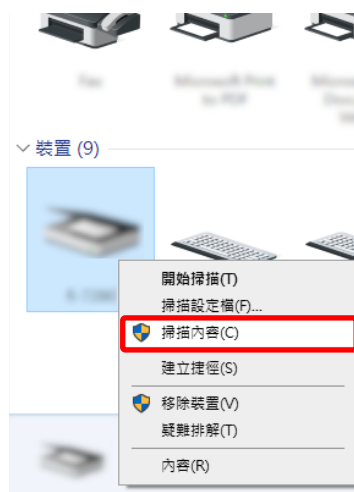 裝置 (9)
開始掃描(T)
掃描設定檔(F)...
掃描內容(C)
建立捷徑(S)
移除裝置(V)
疑難排解(T)
內容(R)